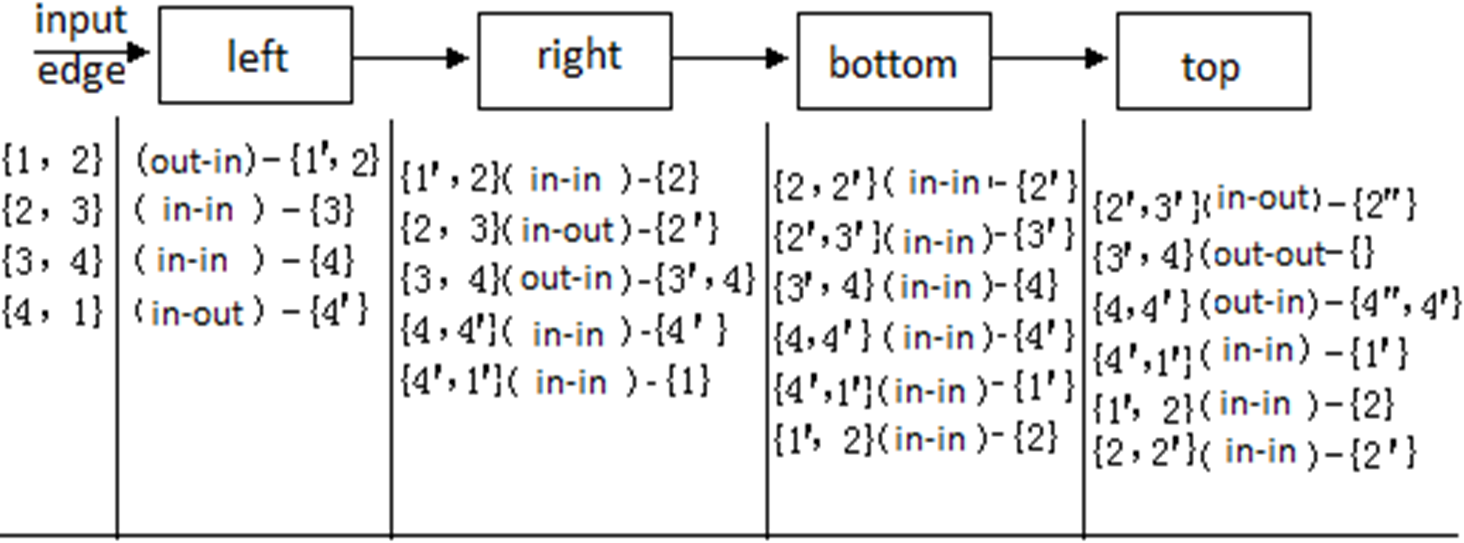 input
edge
left
right
bottom
top
{1, 2}
{2, 3}
{3, 4}
{4, 1}
(out-in)-{1', 2}
( in-in ) -{3}
( in-in ) -{4}
(in-out) -{4'}
{1', 2}( in-in )-{2}
{2, 3}(in-out)-{2'}
{3, 4}(out-in)-{3', 4}
{4,4'}( in-in )-{4' }
{4',1'}( in-in )-{1}
{2, 2'}( in-in -{2'}
{2',3'}(in-in)-{3'}
{3', 4}(in-in)-{4}
{4,4'} (in-in)-{4'}
{4',1'}(in-in)-{1'}
{1', 2}(in-in)-{2}
{2',3'}(in-out)-{2''}
{3', 4}(out-out-{}
{4,4'}(out-in)-{4'',4'}
{4',1'}( in-in) -{1'}
{1', 2}( in-in )-{2}
{2, 2'}( in-in )-{2'}